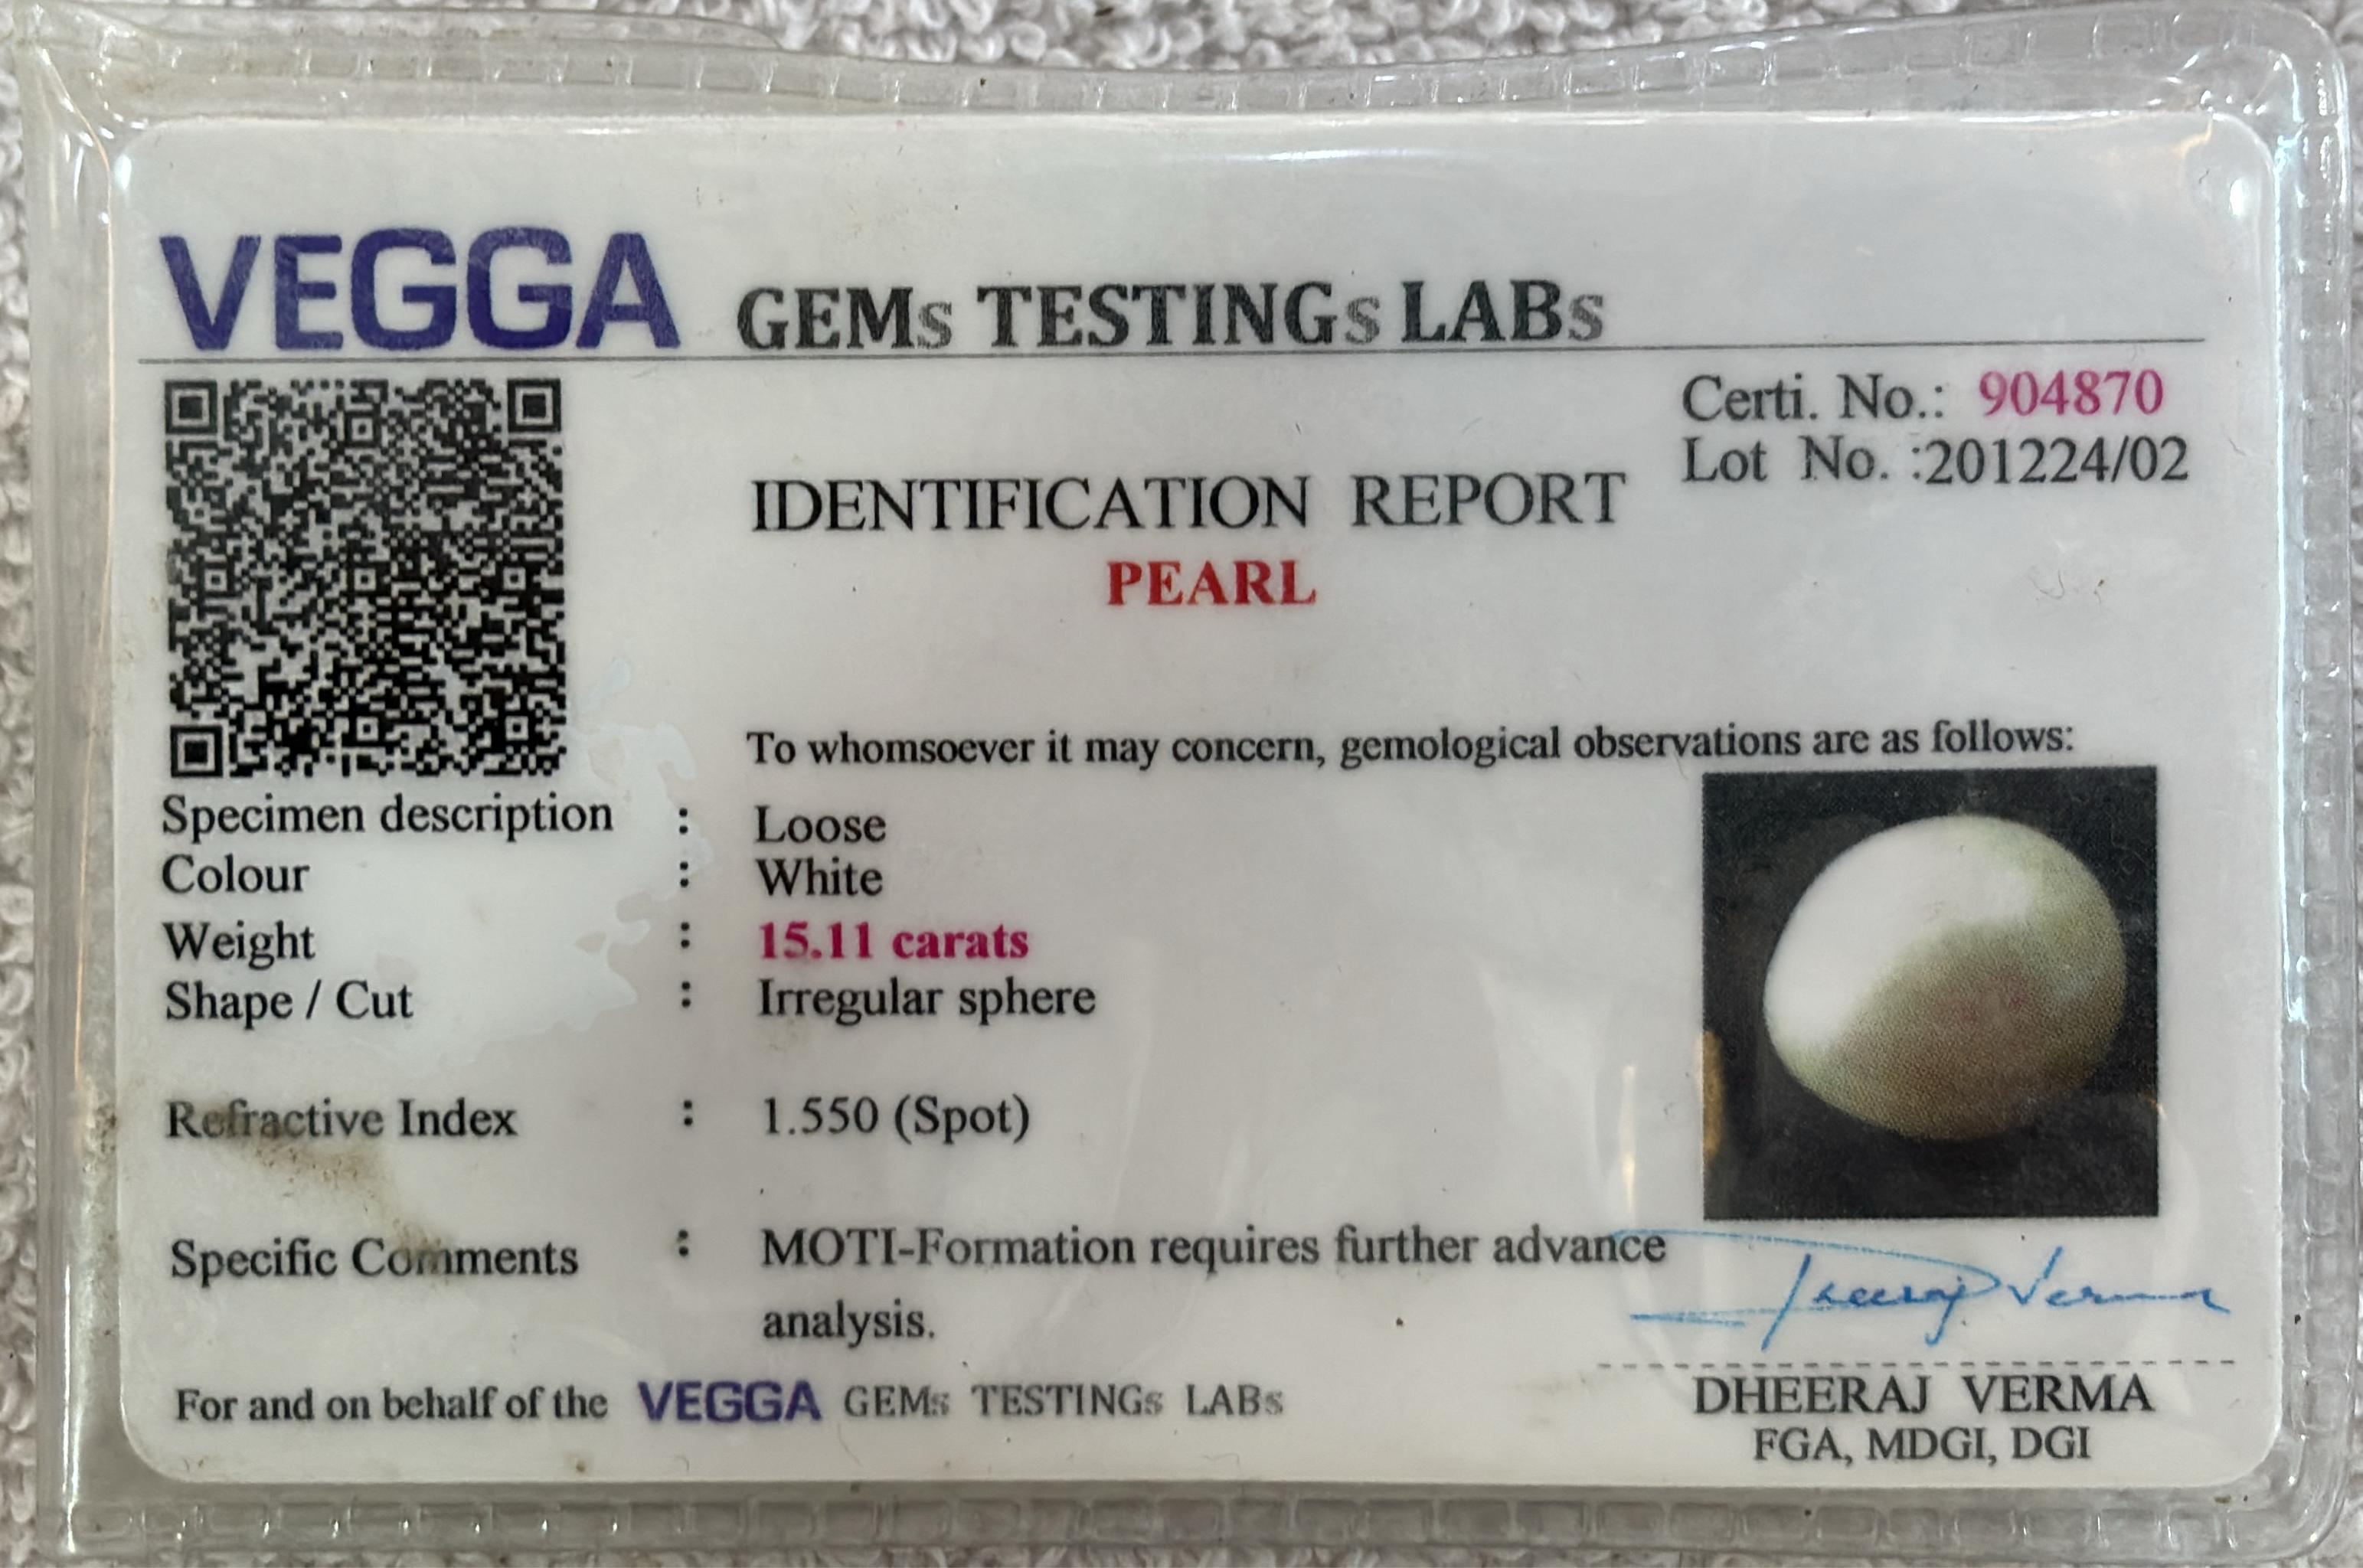 VEGGA GEMs TESTINGs LABs
Certi. No.: 904870
Lot No. :201224/02
IDENTIFICATION REPORT
PEARL
To whomsoever it may concern, gemological observations are as follows:
Specimen description : Loose
Colour : White
Weight : 15.11 carats
Shape / Cut : Irregular sphere
Refractive Index : 1.550 (Spot)
Specific Comments : MOTI-Formation requires further advance
analysis.
Dheeraj Verma
For and on behalf of the VEGGA GEMs TESTINGs LABs
DHEERAJ VERMA
FGA, MDGI, DGI